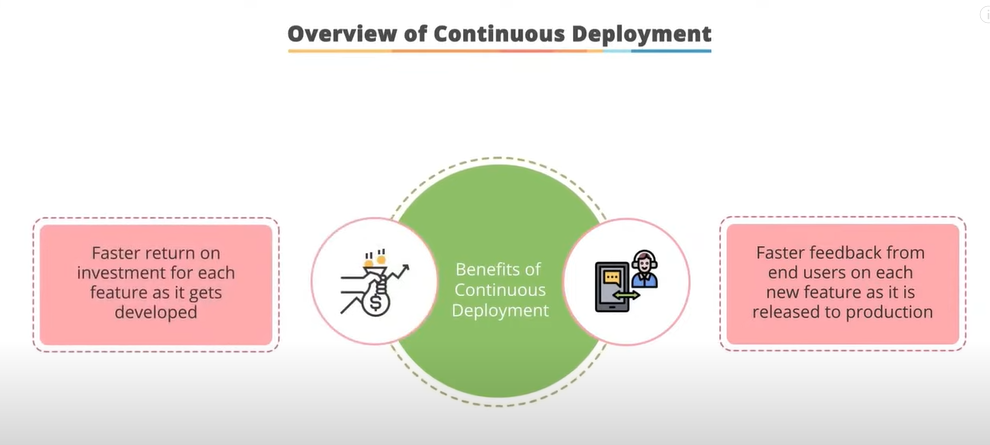 Overview of Continuous Deployment
Faster return on
investment for each
feature as it gets
developed
$
Benefits of
Continuous
Deployment
Faster feedback from
end users on each
new feature as it is
released to production